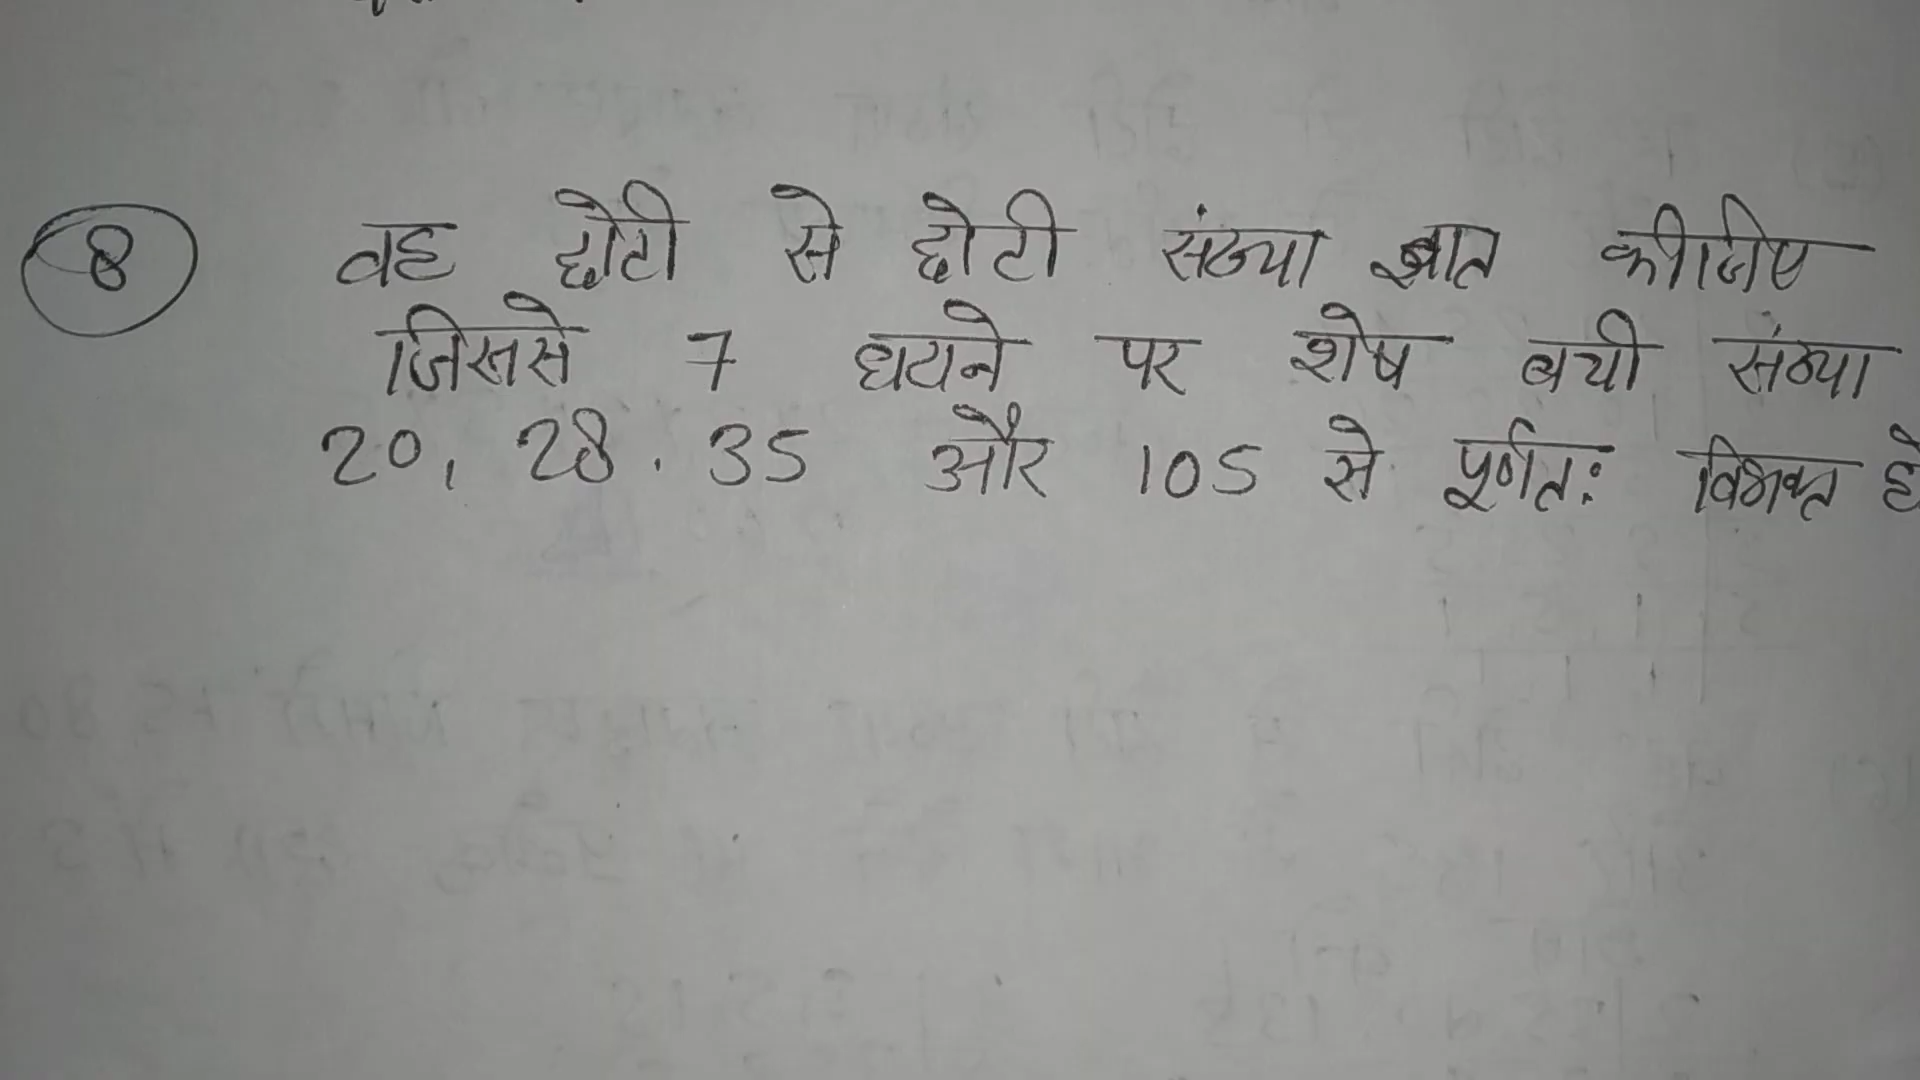 8 वह छोटी से छोटी संख्या ज्ञात कीजिए
जिससे 7 घटाने पर शेष बची संख्या
20, 28, 35 और 105 से पूर्णतः विभक्त हो